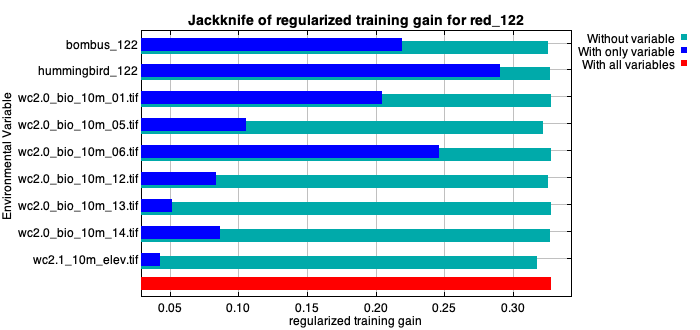 Jackknife of regularized training gain for red_122
Without variable
With only variable
With all variables
Environmental Variable
bombus_122
hummingbird_122
wc2.0_bio_10m_01.tif
wc2.0_bio_10m_05.tif
wc2.0_bio_10m_06.tif
wc2.0_bio_10m_12.tif
wc2.0_bio_10m_13.tif
wc2.0_bio_10m_14.tif
wc2.1_10m_elev.tif
0.05 0.10 0.15 0.20 0.25 0.30
regularized training gain